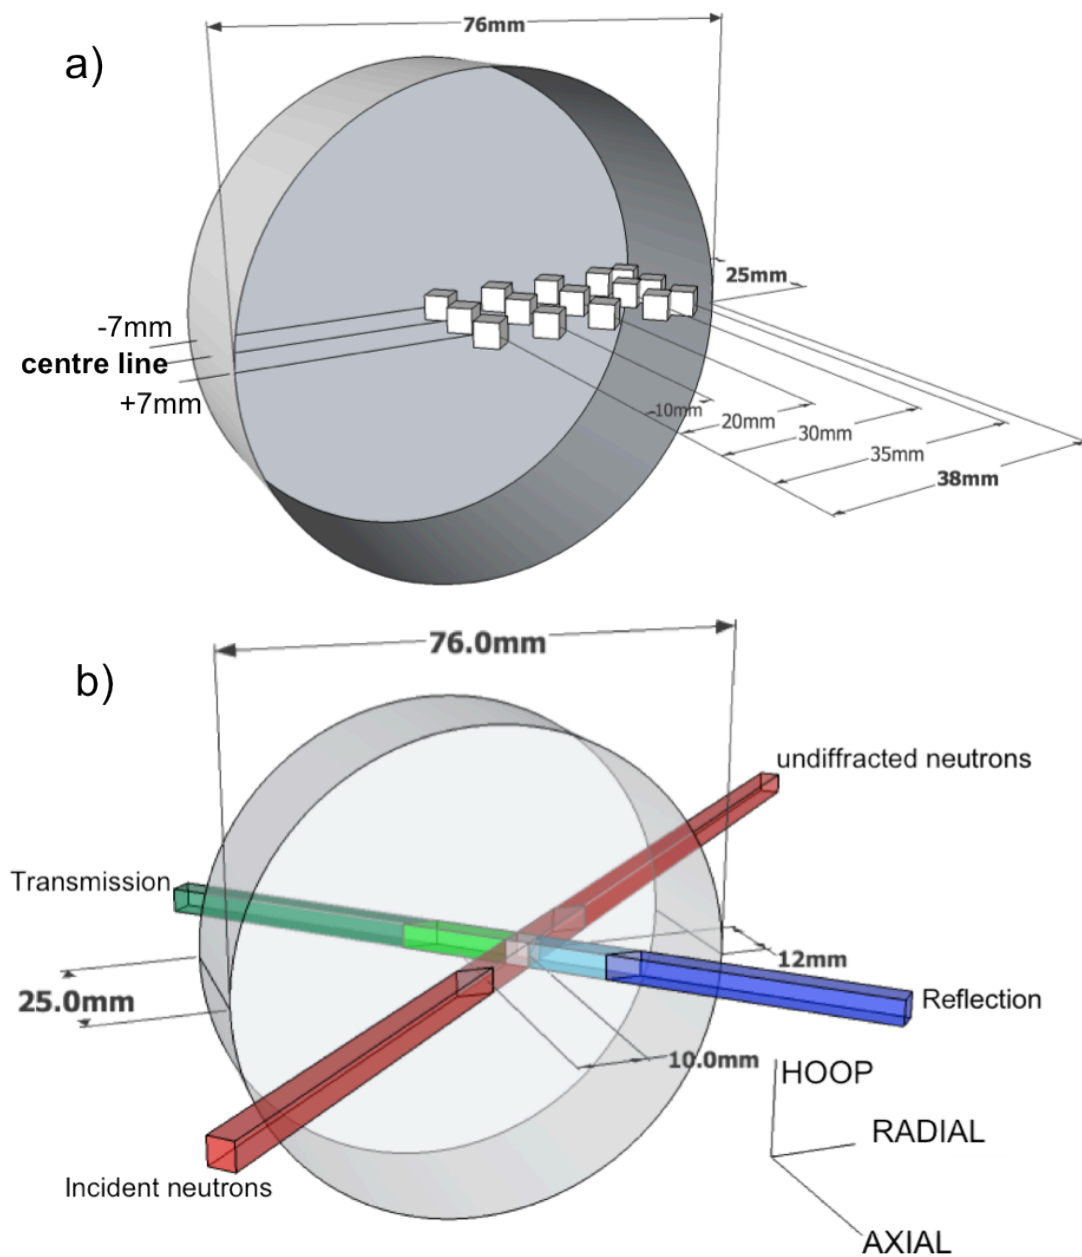 a)
76mm
25mm
-7mm
centre line
+7mm
10mm
20mm
30mm
35mm
38mm
b)
76.0mm
undiffracted neutrons
Transmission
12mm
25.0mm
Reflection
10.0mm
HOOP
RADIAL
Incident neutrons
AXIAL